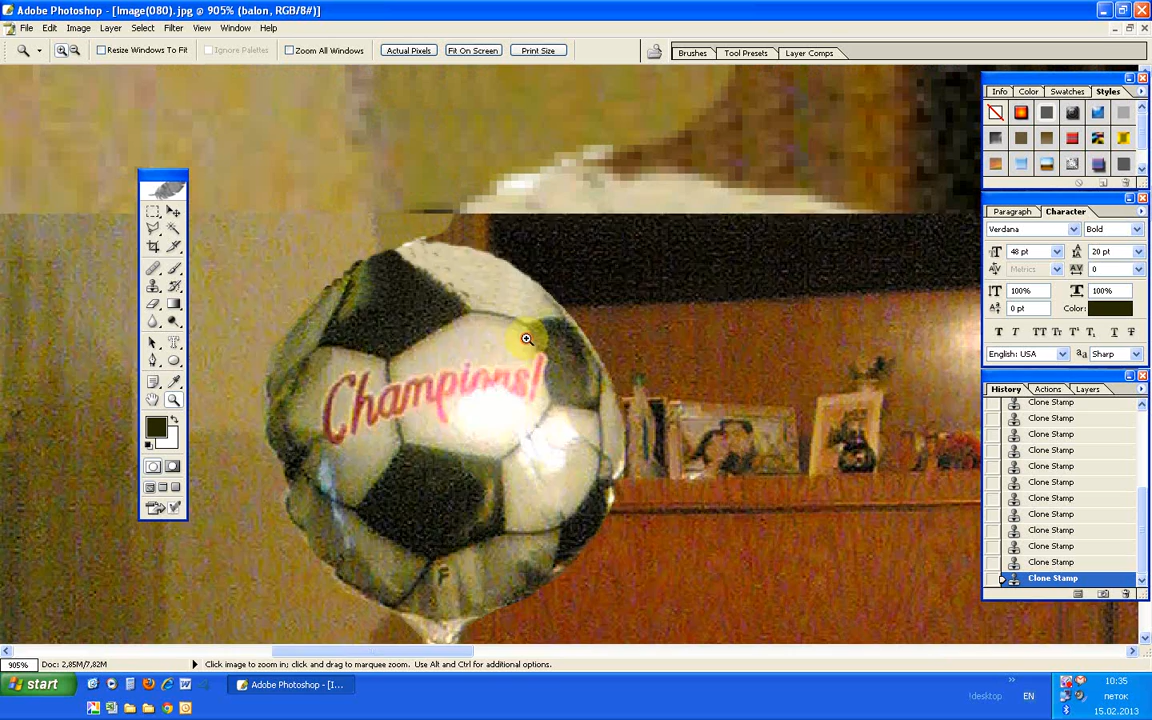 Adobe Photoshop - [Image(080).jpg @ 905% (balon, RGB/8#)]
File Edit Image Layer Select Filter View Window Help
Resize Windows To Fit Ignore Palettes Zoom All Windows Actual Pixels Fit On Screen Print Size Brushes Tool Presets Layer Comps
Info Color Swatches Styles
Paragraph Character
Verdana Bold
48 pt 20 pt
Metrics 0
100% 100%
0 pt Color:
T T TT Tr T¹ T₁ T T
English: USA aa Sharp
History Actions Layers
Clone Stamp
Clone Stamp
Clone Stamp
Clone Stamp
Clone Stamp
Clone Stamp
Clone Stamp
Clone Stamp
Clone Stamp
Clone Stamp
Clone Stamp
Clone Stamp
Champions!
F
905% Doc: 2,85M/7,82M Click image to zoom in; click and drag to marquee zoom. Use Alt and Ctrl for additional options.
start Adobe Photoshop - [I... !desktop EN
10:35
петок
15.02.2013